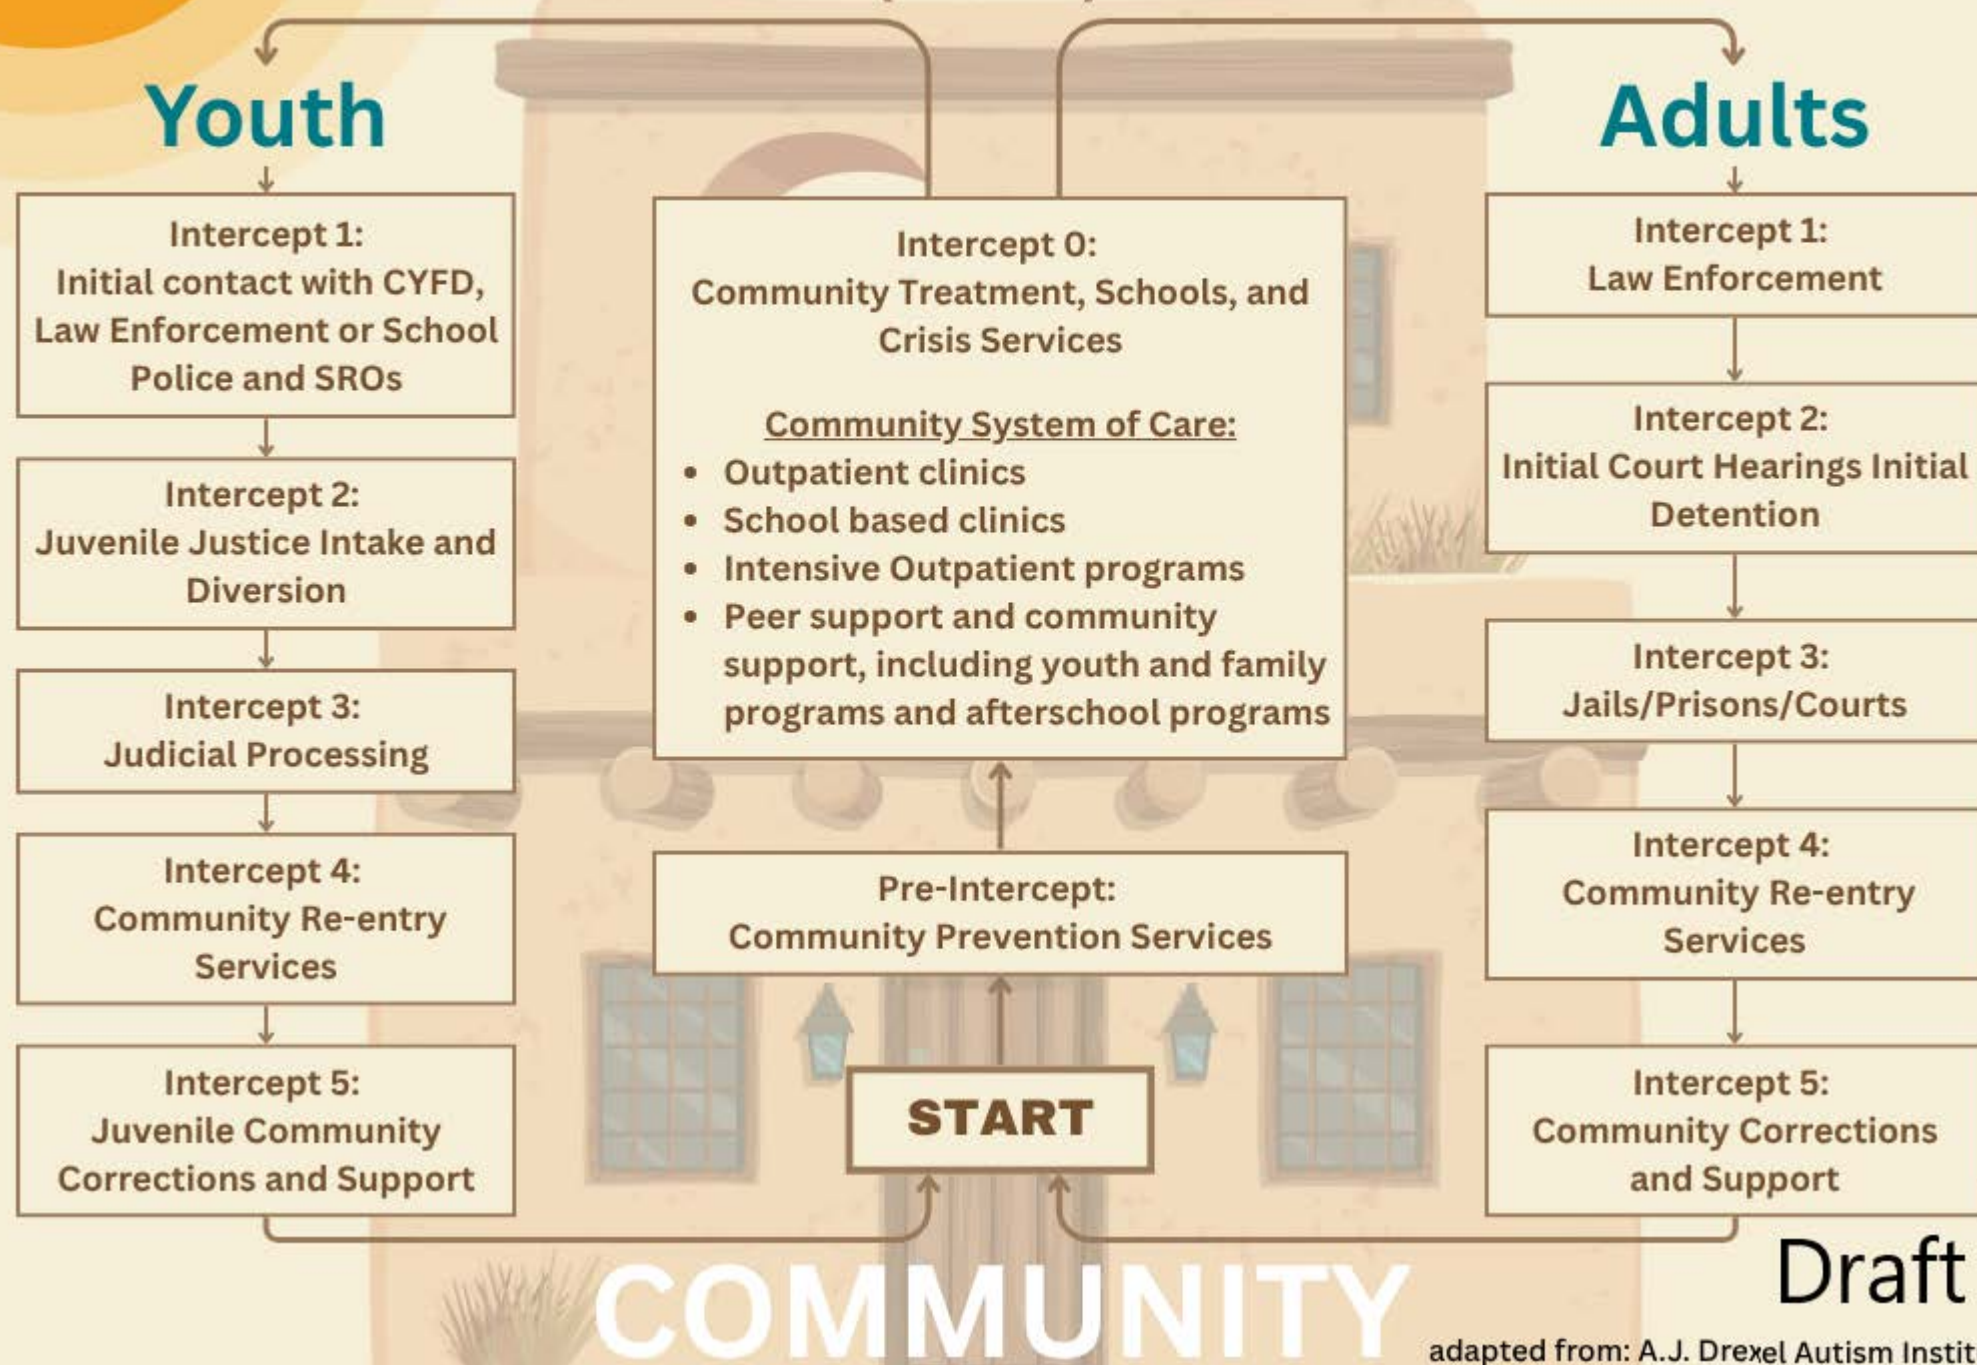 Youth
Intercept 1:
Initial contact with CYFD,
Law Enforcement or School
Police and SROs
Intercept 2:
Juvenile Justice Intake and
Diversion
Intercept 3:
Judicial Processing
Intercept 4:
Community Re-entry
Services
Intercept 5:
Juvenile Community
Corrections and Support
Intercept 0:
Community Treatment, Schools, and
Crisis Services
Community System of Care:
• Outpatient clinics
• School based clinics
• Intensive Outpatient programs
• Peer support and community
support, including youth and family
programs and afterschool programs
Pre-Intercept:
Community Prevention Services
START
Adults
Intercept 1:
Law Enforcement
Intercept 2:
Initial Court Hearings Initial
Detention
Intercept 3:
Jails/Prisons/Courts
Intercept 4:
Community Re-entry
Services
Intercept 5:
Community Corrections
and Support
COMMUNITY
Draft
adapted from: A.J. Drexel Autism Instit